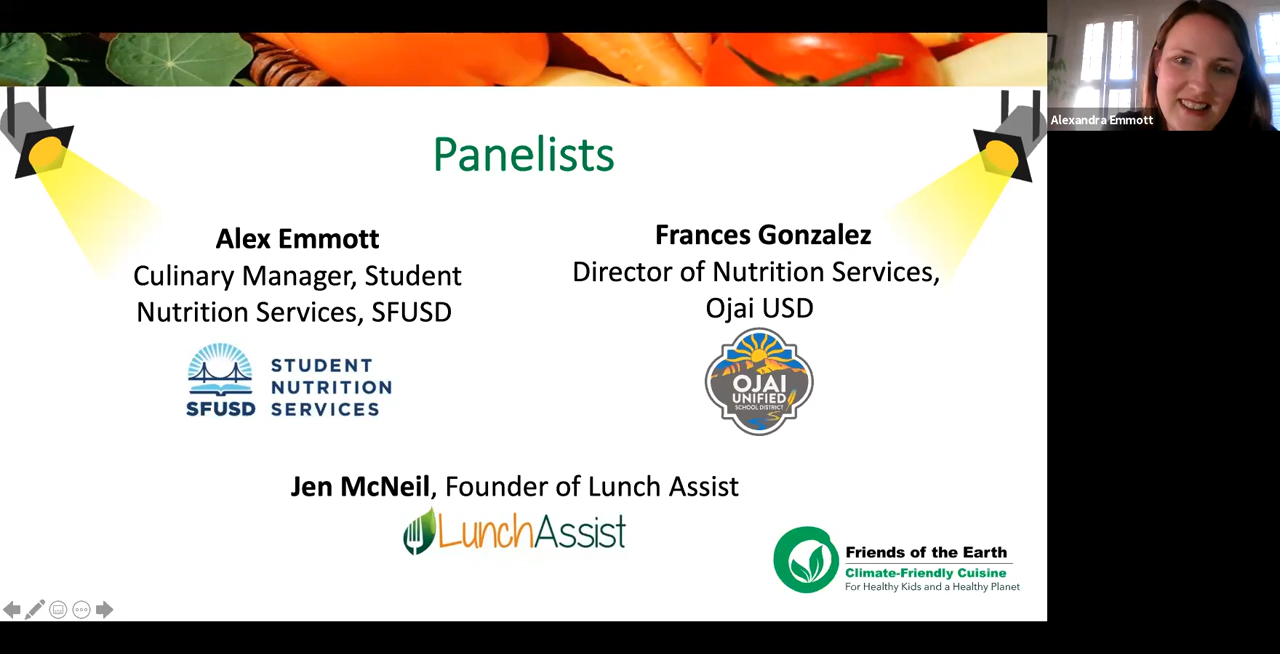 Alexandra Emmott
Panelists
Alex Emmott
Culinary Manager, Student
Nutrition Services, SFUSD
SFUSD
STUDENT
NUTRITION
SERVICES
Frances Gonzalez
Director of Nutrition Services,
Ojai USD
OJAI
UNIFIED
SCHOOL DISTRICT
Jen McNeil, Founder of Lunch Assist
LunchAssist
Friends of the Earth
Climate-Friendly Cuisine
For Healthy Kids and a Healthy Planet